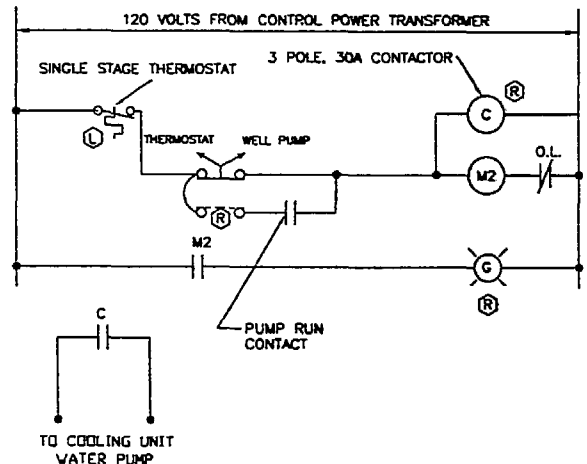 120 VOLTS FROM CONTROL POWER TRANSFORMER
3 POLE, 30A CONTACTOR
SINGLE STAGE THERMOSTAT
C
R
L
THERMOSTAT
WELL PUMP
O.L.
M2
R
M2
G
R
PUMP RUN
CONTACT
C
TO COOLING UNIT
WATER PUMP